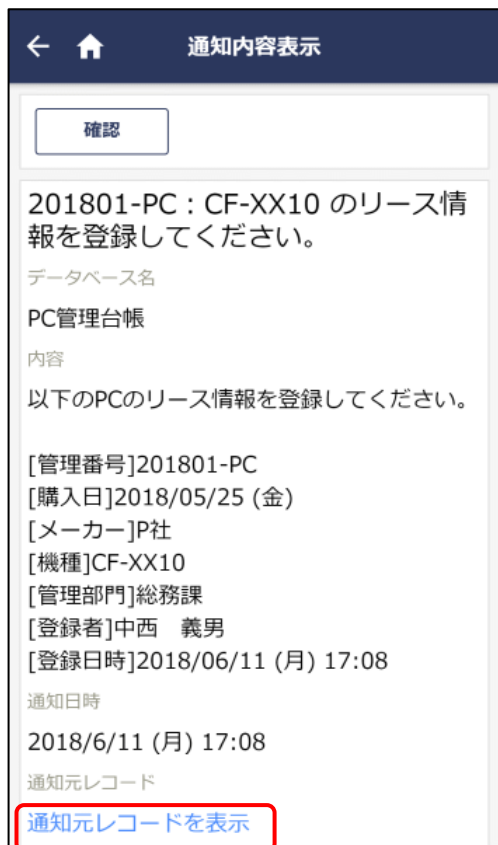 通知内容表示
確認
201801-PC：CF-XX10 のリース情
報を登録してください。
データベース名
PC管理台帳
内容
以下のPCのリース情報を登録してください。
[管理番号]201801-PC
[購入日]2018/05/25 (金)
[メーカー]P社
[機種]CF-XX10
[管理部門]総務課
[登録者]中西　義男
[登録日時]2018/06/11 (月) 17:08
通知日時
2018/6/11 (月) 17:08
通知元レコード
通知元レコードを表示